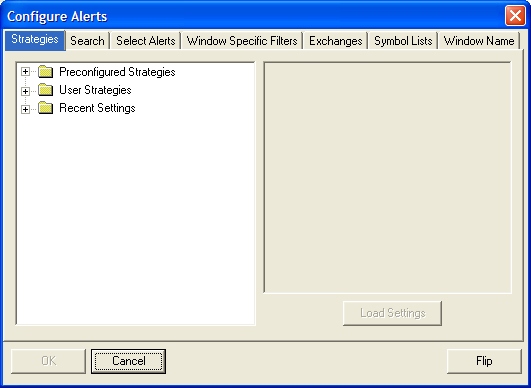 Configure Alerts
Strategies Search Select Alerts Window Specific Filters Exchanges Symbol Lists Window Name
Preconfigured Strategies
User Strategies
Recent Settings
Load Settings
OK Cancel Flip